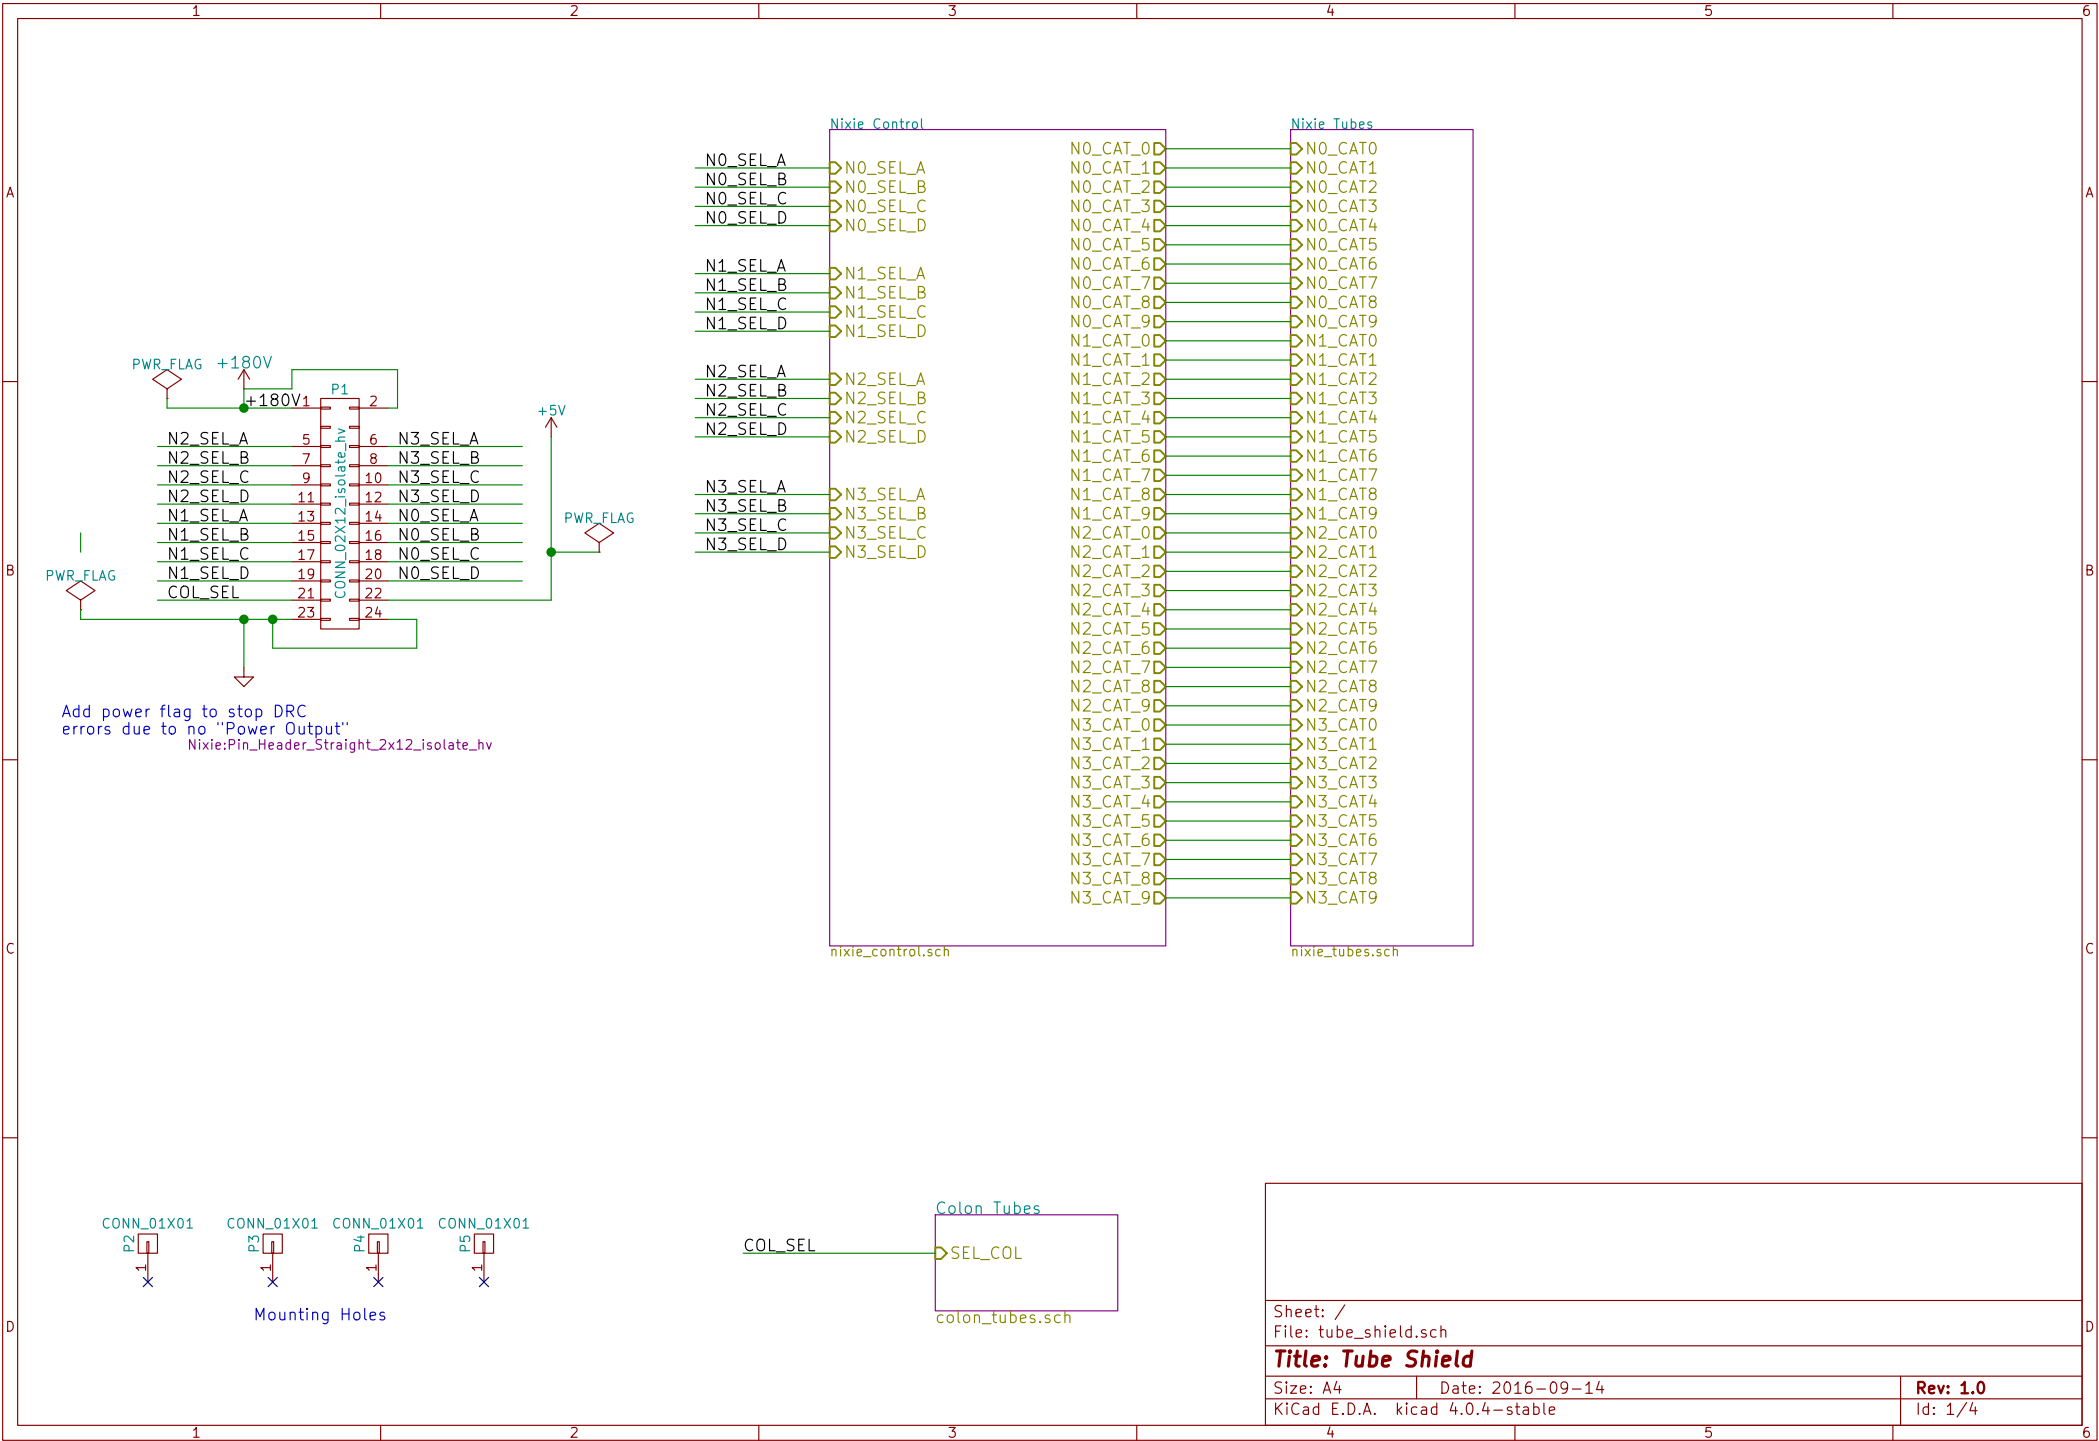 1 2 3 4 5 6
A
B
C
D
A
B
C
D
PWR_FLAG
+180V
+180V
P1
CONN_02X12_isolate_hv
1 2
N2_SEL_A 5 6 N3_SEL_A
N2_SEL_B 7 8 N3_SEL_B
N2_SEL_C 9 10 N3_SEL_C
N2_SEL_D 11 12 N3_SEL_D
N1_SEL_A 13 14 N0_SEL_A
N1_SEL_B 15 16 N0_SEL_B
N1_SEL_C 17 18 N0_SEL_C
N1_SEL_D 19 20 N0_SEL_D
COL_SEL 21 22
23 24
+5V
PWR_FLAG
PWR_FLAG
Add power flag to stop DRC
errors due to no "Power Output"
Nixie:Pin_Header_Straight_2x12_isolate_hv
Nixie Control
N0_SEL_A N0_SEL_A
N0_SEL_B N0_SEL_B
N0_SEL_C N0_SEL_C
N0_SEL_D N0_SEL_D
N1_SEL_A N1_SEL_A
N1_SEL_B N1_SEL_B
N1_SEL_C N1_SEL_C
N1_SEL_D N1_SEL_D
N2_SEL_A N2_SEL_A
N2_SEL_B N2_SEL_B
N2_SEL_C N2_SEL_C
N2_SEL_D N2_SEL_D
N3_SEL_A N3_SEL_A
N3_SEL_B N3_SEL_B
N3_SEL_C N3_SEL_C
N3_SEL_D N3_SEL_D
nixie_control.sch
Nixie Tubes
N0_CAT_0 N0_CAT0
N0_CAT_1 N0_CAT1
N0_CAT_2 N0_CAT2
N0_CAT_3 N0_CAT3
N0_CAT_4 N0_CAT4
N0_CAT_5 N0_CAT5
N0_CAT_6 N0_CAT6
N0_CAT_7 N0_CAT7
N0_CAT_8 N0_CAT8
N0_CAT_9 N0_CAT9
N1_CAT_0 N1_CAT0
N1_CAT_1 N1_CAT1
N1_CAT_2 N1_CAT2
N1_CAT_3 N1_CAT3
N1_CAT_4 N1_CAT4
N1_CAT_5 N1_CAT5
N1_CAT_6 N1_CAT6
N1_CAT_7 N1_CAT7
N1_CAT_8 N1_CAT8
N1_CAT_9 N1_CAT9
N2_CAT_0 N2_CAT0
N2_CAT_1 N2_CAT1
N2_CAT_2 N2_CAT2
N2_CAT_3 N2_CAT3
N2_CAT_4 N2_CAT4
N2_CAT_5 N2_CAT5
N2_CAT_6 N2_CAT6
N2_CAT_7 N2_CAT7
N2_CAT_8 N2_CAT8
N2_CAT_9 N2_CAT9
N3_CAT_0 N3_CAT0
N3_CAT_1 N3_CAT1
N3_CAT_2 N3_CAT2
N3_CAT_3 N3_CAT3
N3_CAT_4 N3_CAT4
N3_CAT_5 N3_CAT5
N3_CAT_6 N3_CAT6
N3_CAT_7 N3_CAT7
N3_CAT_8 N3_CAT8
N3_CAT_9 N3_CAT9
nixie_tubes.sch
CONN_01X01 CONN_01X01 CONN_01X01 CONN_01X01
P2 P3 P4 P5
1 1 1 1
Mounting Holes
Colon Tubes
COL_SEL SEL_COL
colon_tubes.sch
Sheet: /
File: tube_shield.sch
Title: Tube Shield
Size: A4 Date: 2016-09-14 Rev: 1.0
KiCad E.D.A. kicad 4.0.4-stable Id: 1/4
1 2 3 4 5 6